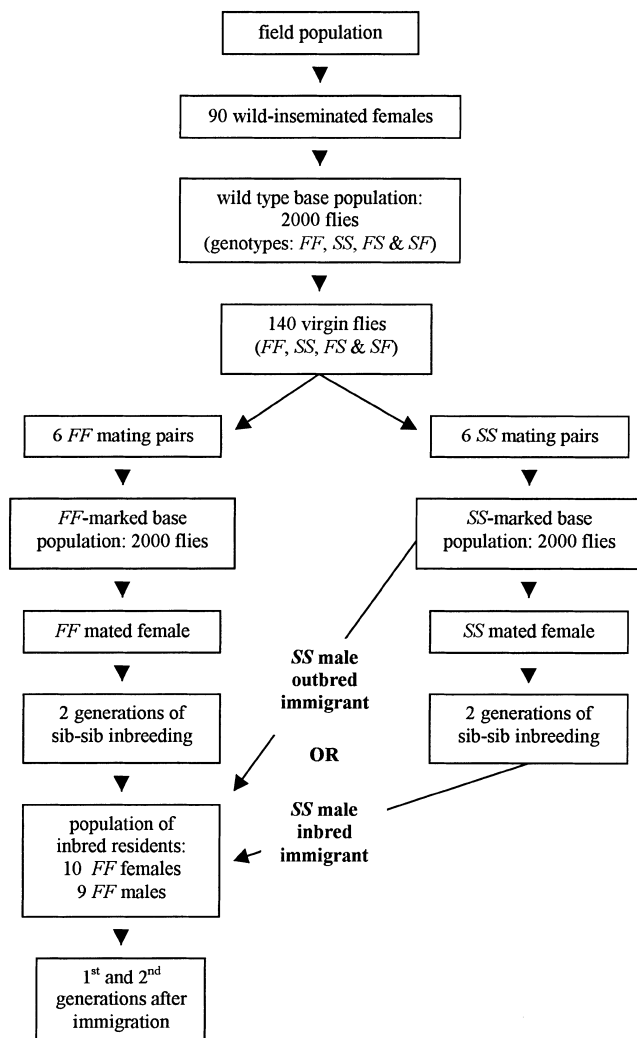 field population
90 wild-inseminated females
wild type base population:
2000 flies
(genotypes: FF, SS, FS & SF)
140 virgin flies
(FF, SS, FS & SF)
6 FF mating pairs
6 SS mating pairs
FF-marked base
population: 2000 flies
SS-marked base
population: 2000 flies
FF mated female
SS mated female
SS male
outbred
immigrant
2 generations of
sib-sib inbreeding
2 generations of
sib-sib inbreeding
OR
SS male
inbred
immigrant
population of
inbred residents:
10 FF females
9 FF males
1st and 2nd
generations after
immigration